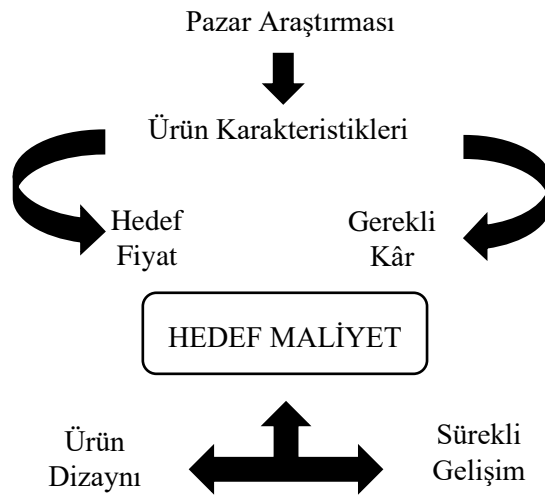 Pazar Araştırması
Ürün Karakteristikleri
Hedef
Fiyat
Gerekli
Kâr
HEDEF MALİYET
Ürün
Dizaynı
Sürekli
Gelişim